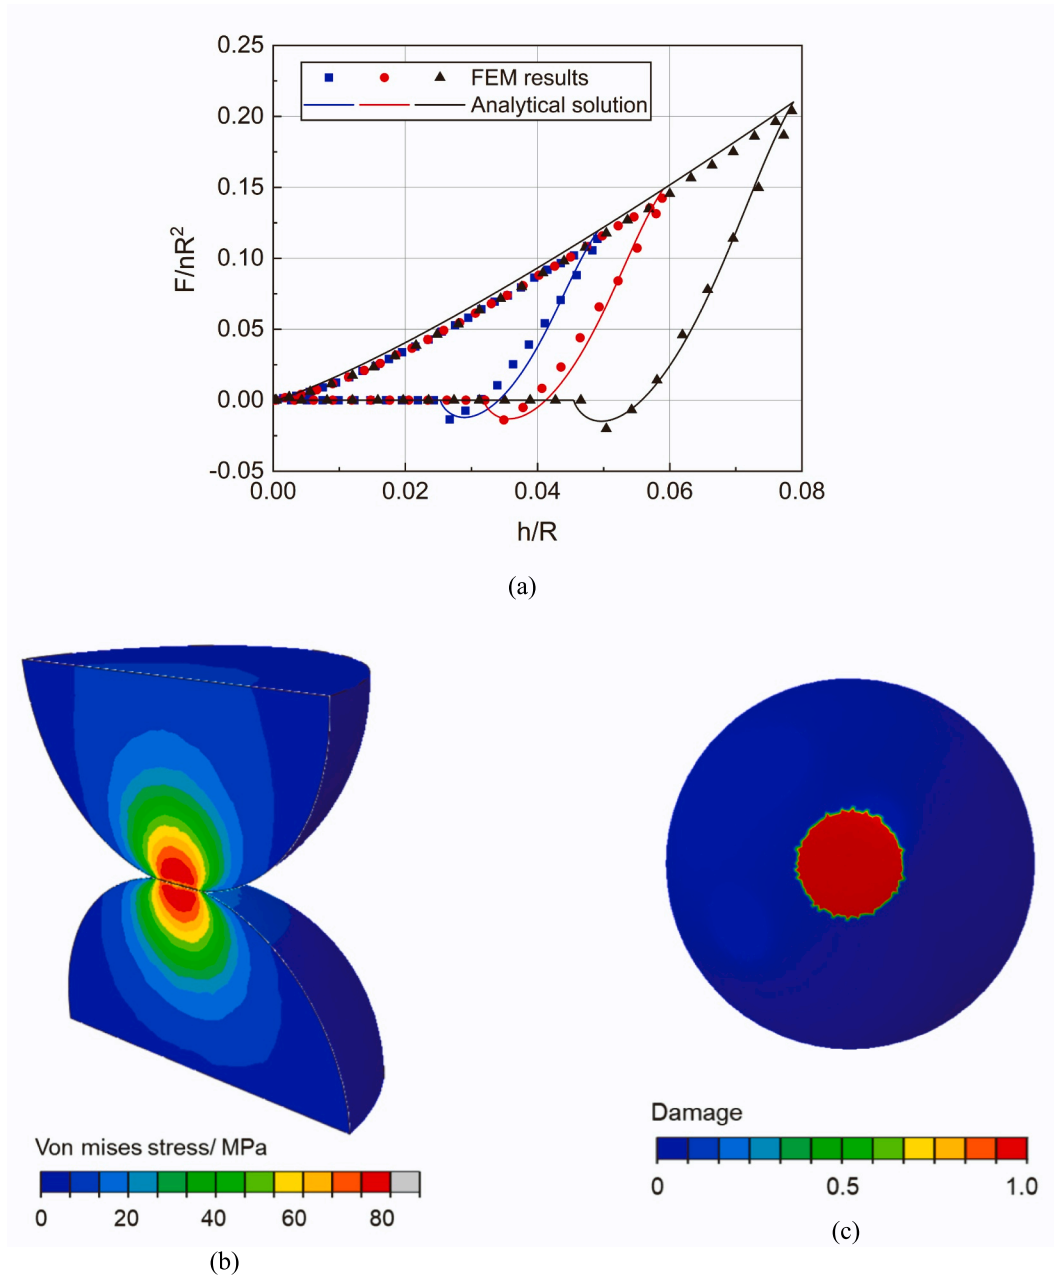 0.25
0.20
0.15
0.10
0.05
0.00
-0.05
F/nR²
FEM results
Analytical solution
0.00 0.02 0.04 0.06 0.08
h/R
(a)
Von mises stress/ MPa
0 20 40 60 80
(b)
Damage
0 0.5 1.0
(c)